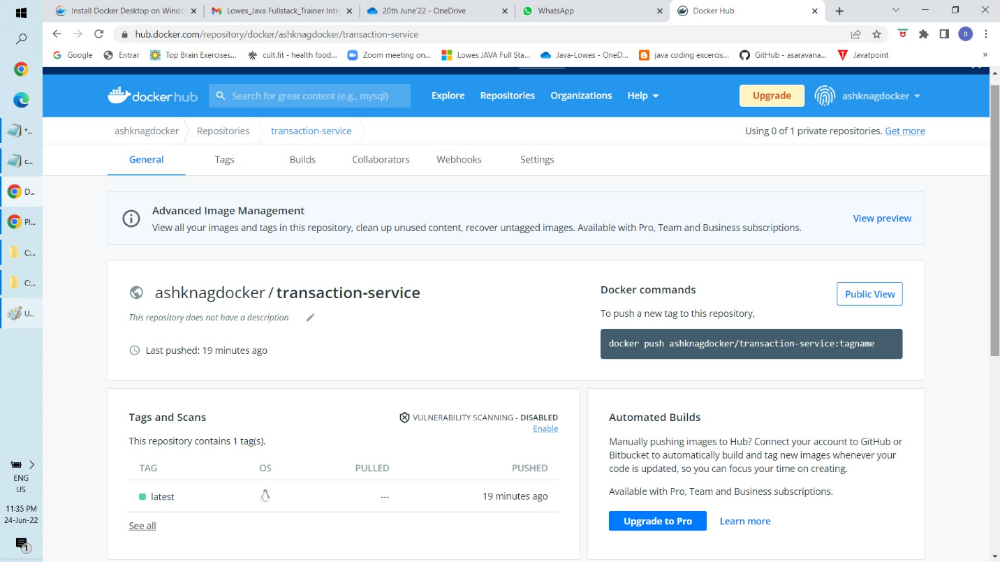 Install Docker Desktop on Windo
Lowes_Java Fullstack_Trainer Intro
20th June'22 - OneDrive
WhatsApp
Docker Hub
hub.docker.com/repository/docker/ashknagdocker/transaction-service
a
Google
Entrar
Top Brain Exercises...
cult.fit - health food...
Zoom meeting on...
Lowes JAVA Full Sta...
Java-Lowes - OneD...
java coding excercis...
GitHub - asaravana...
Javatpoint
»
docker hub
Search for great content (e.g., mysql)
Explore
Repositories
Organizations
Help
Upgrade
ashknagdocker
ashknagdocker
Repositories
transaction-service
Using 0 of 1 private repositories. Get more
General
Tags
Builds
Collaborators
Webhooks
Settings
Advanced Image Management
View all your images and tags in this repository, clean up unused content, recover untagged images. Available with Pro, Team and Business subscriptions.
View preview
ashknagdocker / transaction-service
This repository does not have a description
Last pushed: 19 minutes ago
Docker commands
Public View
To push a new tag to this repository,
docker push ashknagdocker/transaction-service:tagname
Tags and Scans
VULNERABILITY SCANNING - DISABLED
Enable
This repository contains 1 tag(s).
TAG OS PULLED PUSHED
latest --- 19 minutes ago
See all
Automated Builds
Manually pushing images to Hub? Connect your account to GitHub or
Bitbucket to automatically build and tag new images whenever your
code is updated, so you can focus your time on creating.
Available with Pro, Team and Business subscriptions.
Upgrade to Pro
Learn more
*...
c...
D...
Pl...
C:...
C:...
U...
ENG
US
11:35 PM
24-Jun-22
1